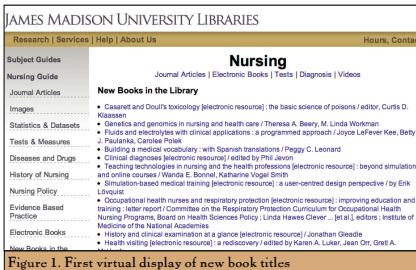 JAMES MADISON UNIVERSITY LIBRARIES
Research | Services | Help | About Us
Hours, Contac
Subject Guides
Nursing Guide
Journal Articles
Images
Statistics & Datasets
Tests & Measures
Diseases and Drugs
History of Nursing
Nursing Policy
Evidence Based
Practice
Electronic Books
New Books in the
Nursing
Journal Articles | Electronic Books | Tests | Diagnosis | Videos
New Books in the Library
• Casarett and Doull's toxicology [electronic resource] : the basic science of poisons / editor, Curtis D.
Klaassen
• Genetics and genomics in nursing and health care / Theresa A. Beery, M. Linda Workman
• Fluids and electrolytes with clinical applications : a programmed approach / Joyce LeFever Kee, Betty
J. Paulanka, Carolee Polek
• Building a medical vocabulary : with Spanish translations / Peggy C. Leonard
• Clinical diagnoses [electronic resource] / edited by Phil Jevon
• Teaching technologies in nursing and the health professions [electronic resource] : beyond simulation
and online courses / Wanda E. Bonnel, Katharine Vogel Smith
• Simulation-based medical training [electronic resource] : a user-centred design perspective / by Erik
Lövquist
• Occupational health nurses and respiratory protection [electronic resource] : improving education and
training : letter report / Committee on the Respiratory Protection Curriculum for Occupational Health
Nursing Programs, Board on Health Sciences Policy ; Linda Hawes Clever ... [et al.], editors ; Institute of
Medicine of the National Academies
• History and clinical examination at a glance [electronic resource] / Jonathan Gleadle
• Health visiting [electronic resource] : a rediscovery / edited by Karen A. Luker, Jean Orr, Gretl A.
Figure 1. First virtual display of new book titles